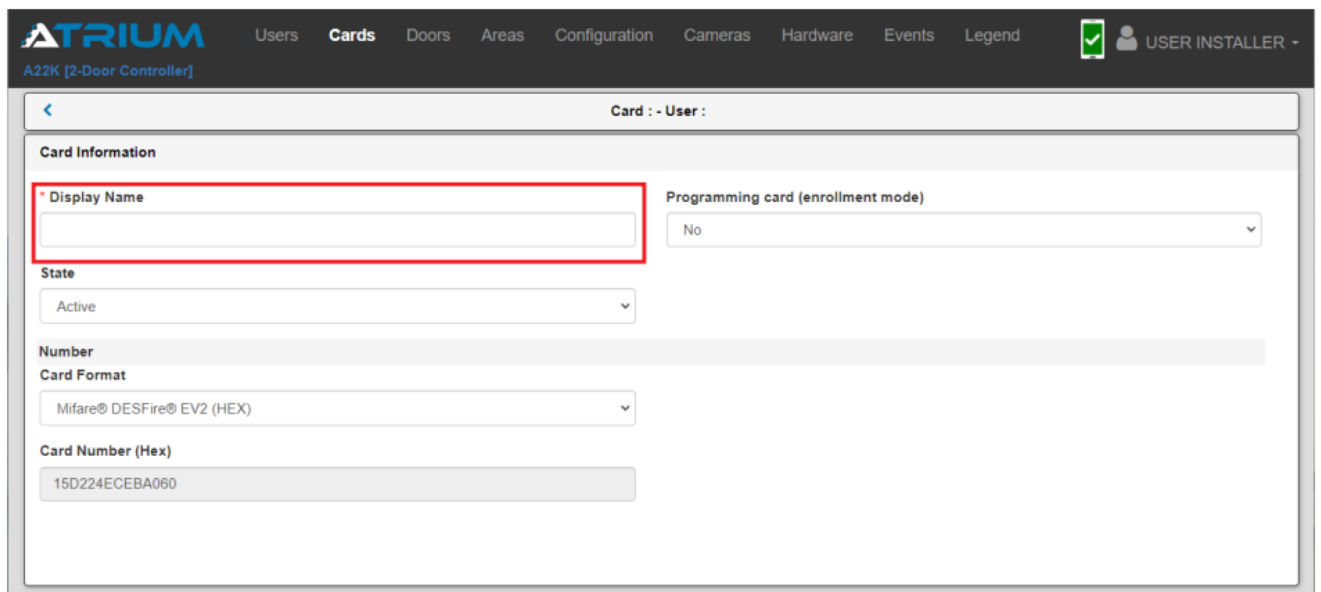 ATRIUM Users Cards Doors Areas Configuration Cameras Hardware Events Legend USER INSTALLER
A22K [2-Door Controller]
Card : - User :
Card Information
* Display Name Programming card (enrollment mode)
No
State
Active
Number
Card Format
Mifare® DESFire® EV2 (HEX)
Card Number (Hex)
15D224ECEBA060